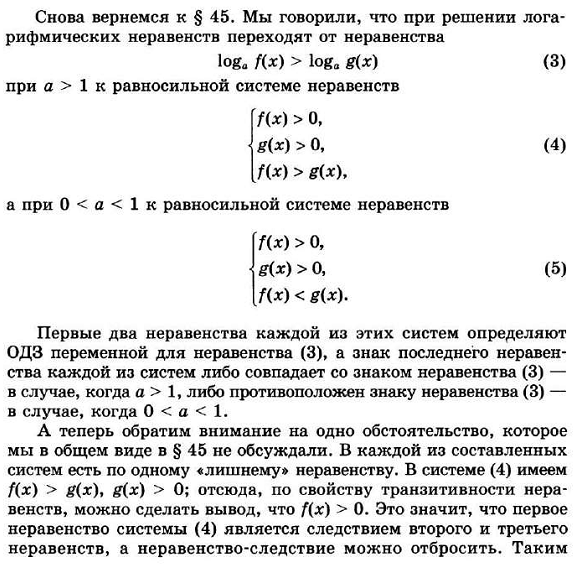 Снова вернемся к § 45. Мы говорили, что при решении лога-
рифмических неравенств переходят от неравенства
logₐ f(x) > logₐ g(x) (3)
при a > 1 к равносильной системе неравенств
f(x) > 0,
g(x) > 0, (4)
f(x) > g(x),
а при 0 < a < 1 к равносильной системе неравенств
f(x) > 0,
g(x) > 0, (5)
f(x) < g(x).
Первые два неравенства каждой из этих систем определяют
ОДЗ переменной для неравенства (3), а знак последнего неравен-
ства каждой из систем либо совпадает со знаком неравенства (3) —
в случае, когда a > 1, либо противоположен знаку неравенства (3) —
в случае, когда 0 < a < 1.
А теперь обратим внимание на одно обстоятельство, которое
мы в общем виде в § 45 не обсуждали. В каждой из составленных
систем есть по одному «лишнему» неравенству. В системе (4) имеем
f(x) > g(x), g(x) > 0; отсюда, по свойству транзитивности нера-
венств, можно сделать вывод, что f(x) > 0. Это значит, что первое
неравенство системы (4) является следствием второго и третьего
неравенств, а неравенство-следствие можно отбросить. Таким